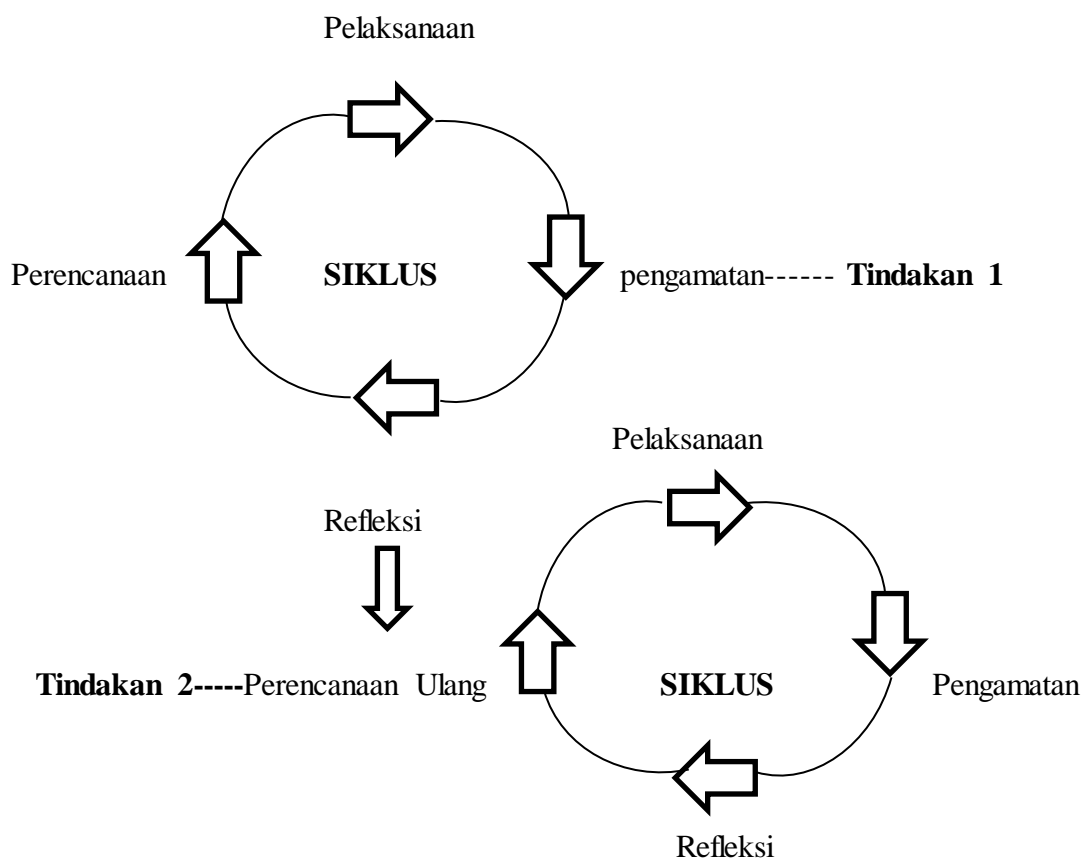 Pelaksanaan
Perencanaan SIKLUS pengamatan------ Tindakan 1
Pelaksanaan
Refleksi
Tindakan 2-----Perencanaan Ulang SIKLUS Pengamatan
Refleksi